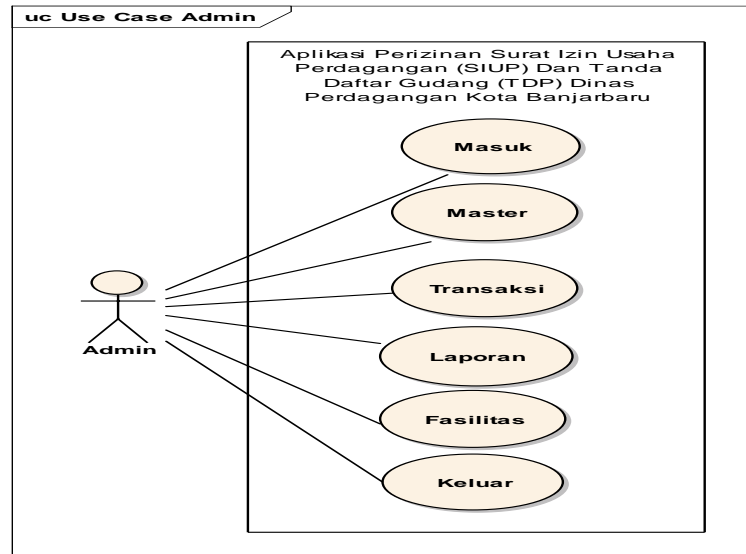 uc Use Case Admin
Aplikasi Perizinan Surat Izin Usaha
Perdagangan (SIUP) Dan Tanda
Daftar Gudang (TDP) Dinas
Perdagangan Kota Banjarbaru
Masuk
Master
Transaksi
Admin
Laporan
Fasilitas
Keluar